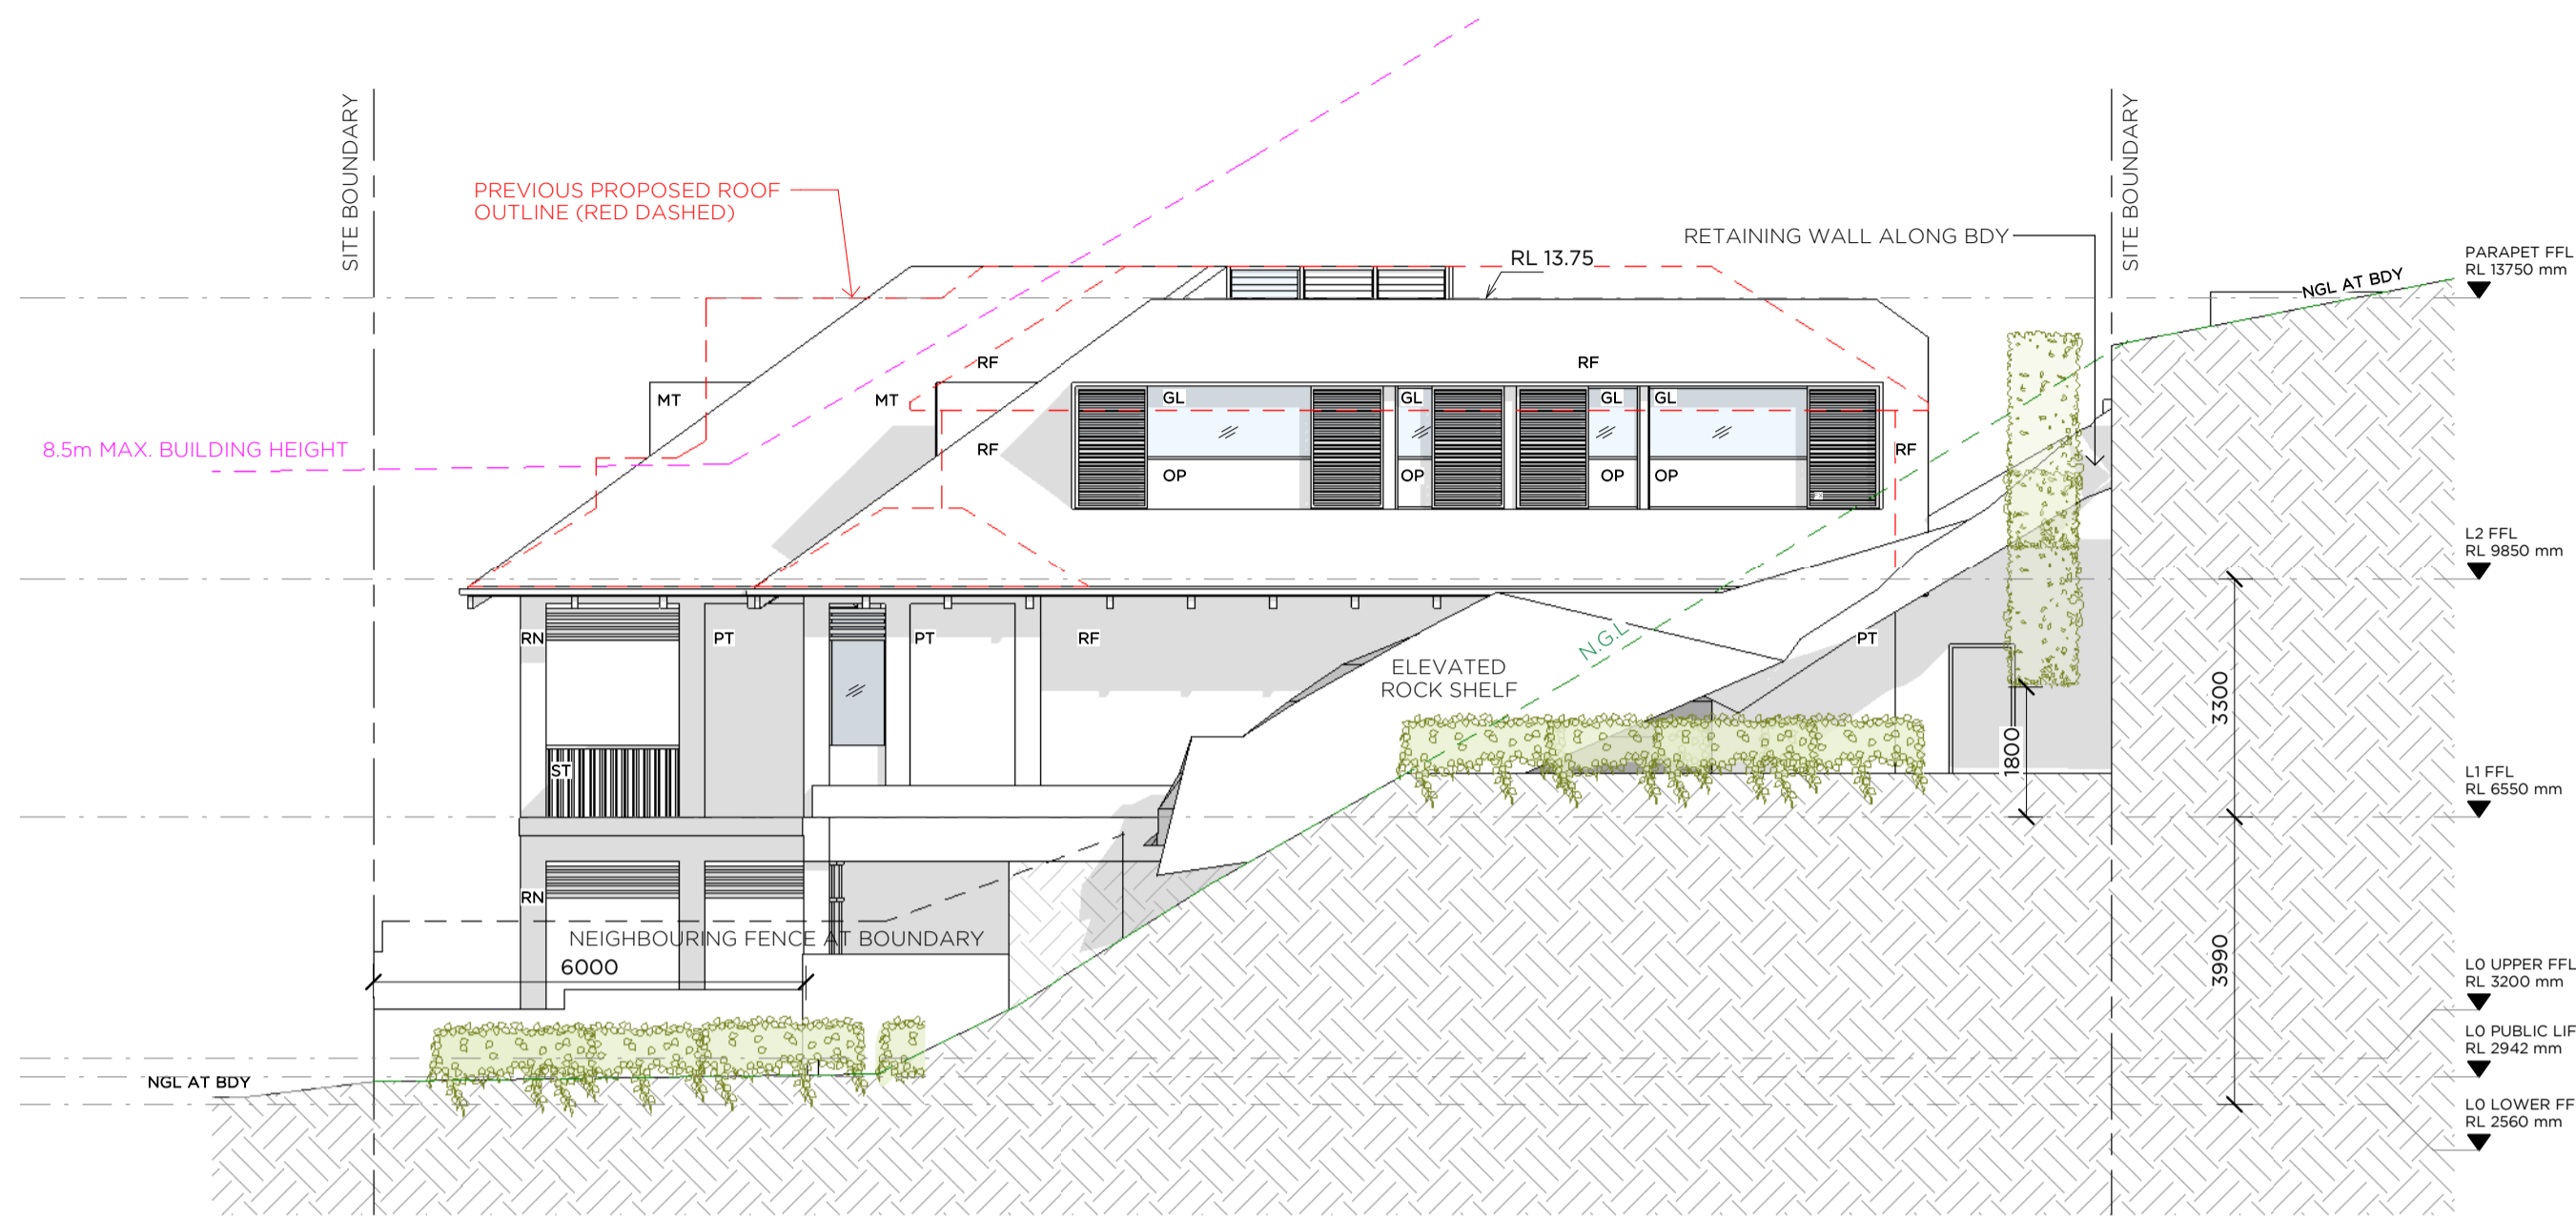 SITE BOUNDARY
SITE BOUNDARY
PREVIOUS PROPOSED ROOF
OUTLINE (RED DASHED)
RETAINING WALL ALONG BDY
RL 13.75
NGL AT BDY
PARAPET FFL
RL 13750 mm
RF
RF
MT
MT
GL
GL
GL
GL
8.5m MAX. BUILDING HEIGHT
RF
RF
OP
OP
OP
OP
L2 FFL
RL 9850 mm
RN
PT
PT
RF
N.G.L
PT
ELEVATED
ROCK SHELF
3300
1800
ST
L1 FFL
RL 6550 mm
RN
NEIGHBOURING FENCE AT BOUNDARY
6000
3990
L0 UPPER FFL
RL 3200 mm
L0 PUBLIC LIF
RL 2942 mm
NGL AT BDY
L0 LOWER FF
RL 2560 mm